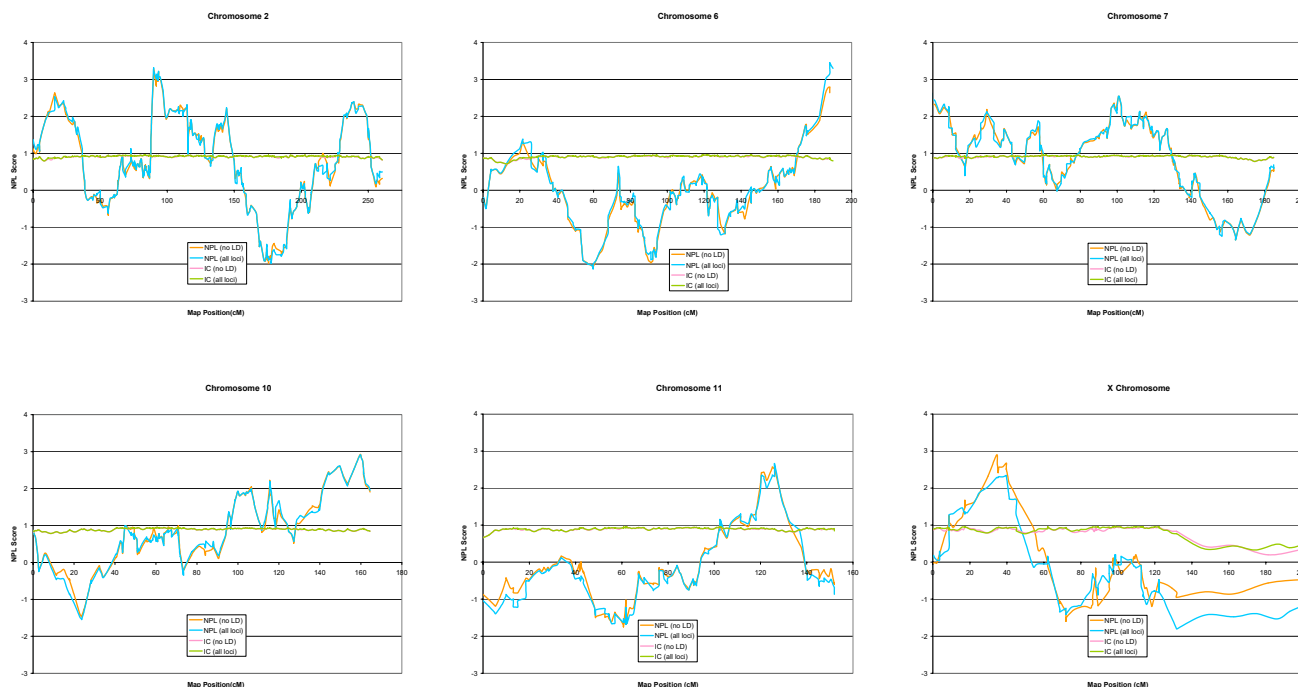 Chromosome 2
4
3
2
1
0
-1
-2
-3
0 50 100 150 200 250
NPL Score
Map Position(cM)
NPL (no LD)
NPL (all loci)
IC (no LD)
IC (all loci)
Chromosome 6
4
3
2
1
0
-1
-2
-3
0 20 40 60 80 100 120 140 160 180 200
NPL Score
Map Position (cM)
NPL (no LD)
NPL (all loci)
IC (no LD)
IC (all loci)
Chromosome 7
4
3
2
1
0
-1
-2
-3
0 20 40 60 80 100 120 140 160 180 200
NPL Score
Map Position (cM)
NPL (no LD)
NPL (all loci)
IC (no LD)
IC (all loci)
Chromosome 10
4
3
2
1
0
-1
-2
-3
0 20 40 60 80 100 120 140 160 180
NPL Score
Map Position (cM)
NPL (no LD)
NPL (all loci)
IC (no LD)
IC (all loci)
Chromosome 11
4
3
2
1
0
-1
-2
-3
0 20 40 60 80 100 120 140 160
NPL Score
Map Position(cM)
NPL (no LD)
NPL (all loci)
IC (no LD)
IC (all loci)
X Chromosome
4
3
2
1
0
-1
-2
-3
0 20 40 60 80 100 120 140 160 180 200
NPL Score
Map Position (cM)
NPL (no LD)
NPL (all loci)
IC (no LD)
IC (all loci)